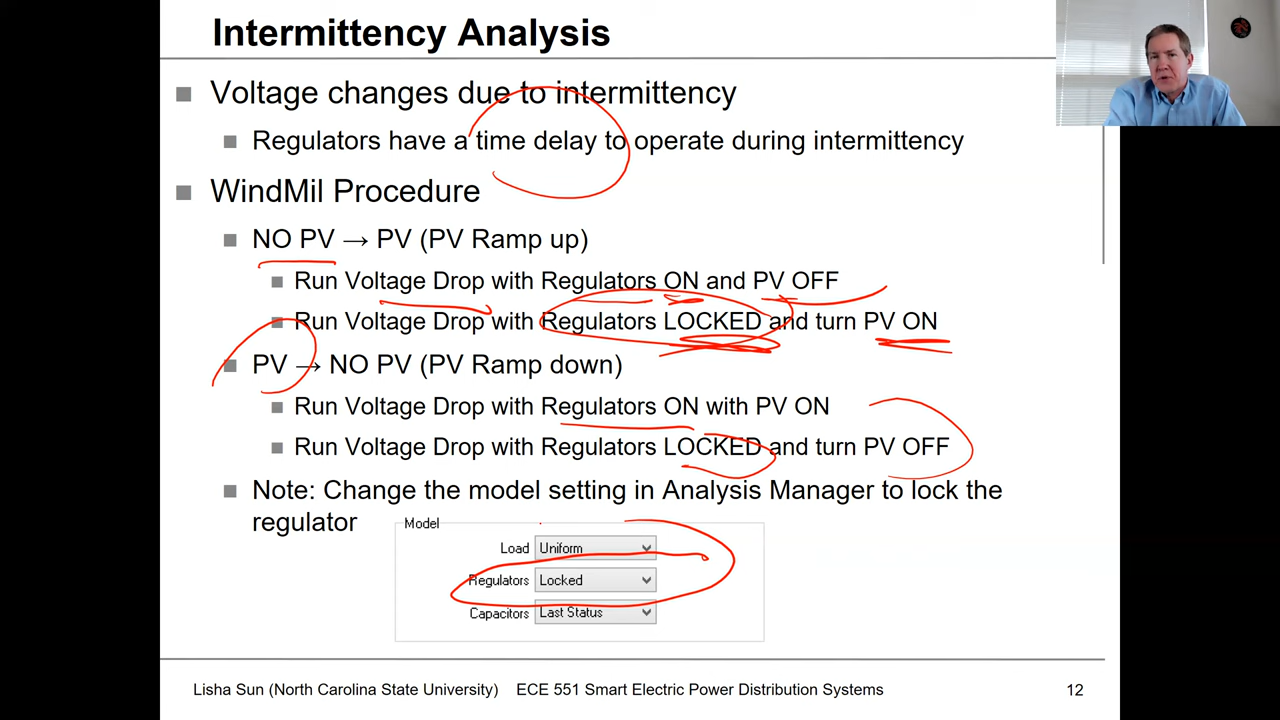 Intermittency Analysis
Voltage changes due to intermittency
Regulators have a time delay to operate during intermittency
WindMil Procedure
NO PV → PV (PV Ramp up)
Run Voltage Drop with Regulators ON and PV OFF
Run Voltage Drop with Regulators LOCKED and turn PV ON
PV → NO PV (PV Ramp down)
Run Voltage Drop with Regulators ON with PV ON
Run Voltage Drop with Regulators LOCKED and turn PV OFF
Note: Change the model setting in Analysis Manager to lock the
regulator
Model
Load Uniform
Regulators Locked
Capacitors Last Status
Lisha Sun (North Carolina State University) ECE 551 Smart Electric Power Distribution Systems 12